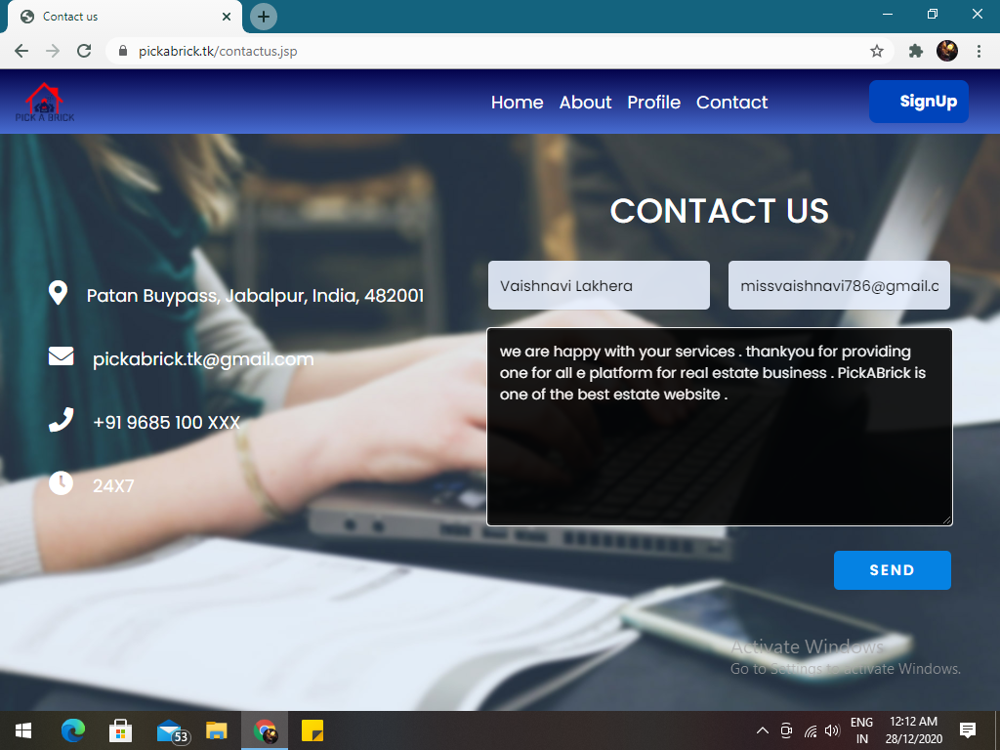 Contact us
pickabrick.tk/contactus.jsp
PICK A BRICK
Home About Profile Contact
SignUp
CONTACT US
Patan Buypass, Jabalpur, India, 482001
pickabrick.tk@gmail.com
+91 9685 100 XXX
24X7
Vaishnavi Lakhera
missvaishnavi786@gmail.c
we are happy with your services . thankyou for providing
one for all e platform for real estate business . PickABrick is
one of the best estate website .
SEND
Activate Windows
Go to Settings to activate Windows.
53
ENG
IN
12:12 AM
28/12/2020